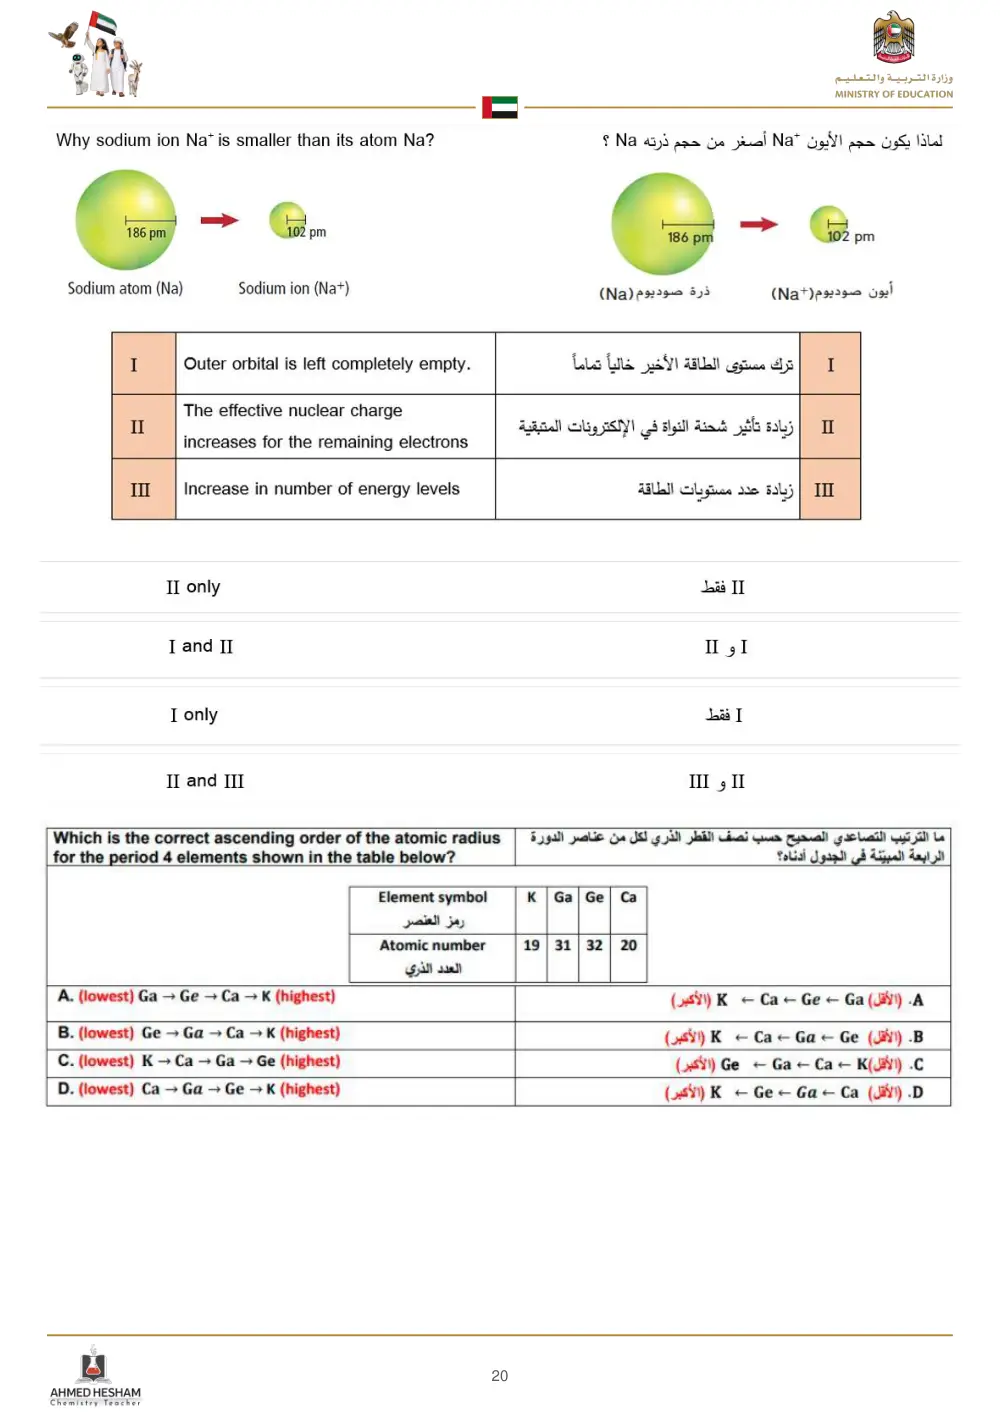 وزارة التربية والتعليم
MINISTRY OF EDUCATION
Why sodium ion Na⁺ is smaller than its atom Na?
لماذا يكون حجم الأيون Na⁺ أصغر من حجم ذرته Na ؟
186 pm
102 pm
Sodium atom (Na)
Sodium ion (Na⁺)
186 pm
102 pm
ذرة صوديوم (Na)
أيون صوديوم(Na⁺)
I Outer orbital is left completely empty. ترك مستوى الطاقة الأخير خالياً تماماً I
II The effective nuclear charge increases for the remaining electrons زيادة تأثير شحنة النواة في الإلكترونات المتبقية II
III Increase in number of energy levels زيادة عدد مستويات الطاقة III
II only II فقط
I and II I و II
I only I فقط
II and III II و III
Which is the correct ascending order of the atomic radius
for the period 4 elements shown in the table below?
ما الترتيب التصاعدي الصحيح حسب نصف القطر الذري لكل من عناصر الدورة
الرابعة المبيّنة في الجدول أدناه؟
Element symbol K Ga Ge Ca
رمز العنصر
Atomic number 19 31 32 20
العدد الذري
A. (lowest) Ga → Ge → Ca → K (highest)
A. (الأقل) Ga ← Ge ← Ca ← K (الأكبر)
B. (lowest) Ge → Ga → Ca → K (highest)
B. (الأقل) Ge ← Ga ← Ca ← K (الأكبر)
C. (lowest) K → Ca → Ga → Ge (highest)
C. (الأقل)K ← Ca ← Ga ← Ge (الأكبر)
D. (lowest) Ca → Ga → Ge → K (highest)
D. (الأقل) Ca ← Ga ← Ge ← K (الأكبر)
AHMED HESHAM
Chemistry Teacher
20